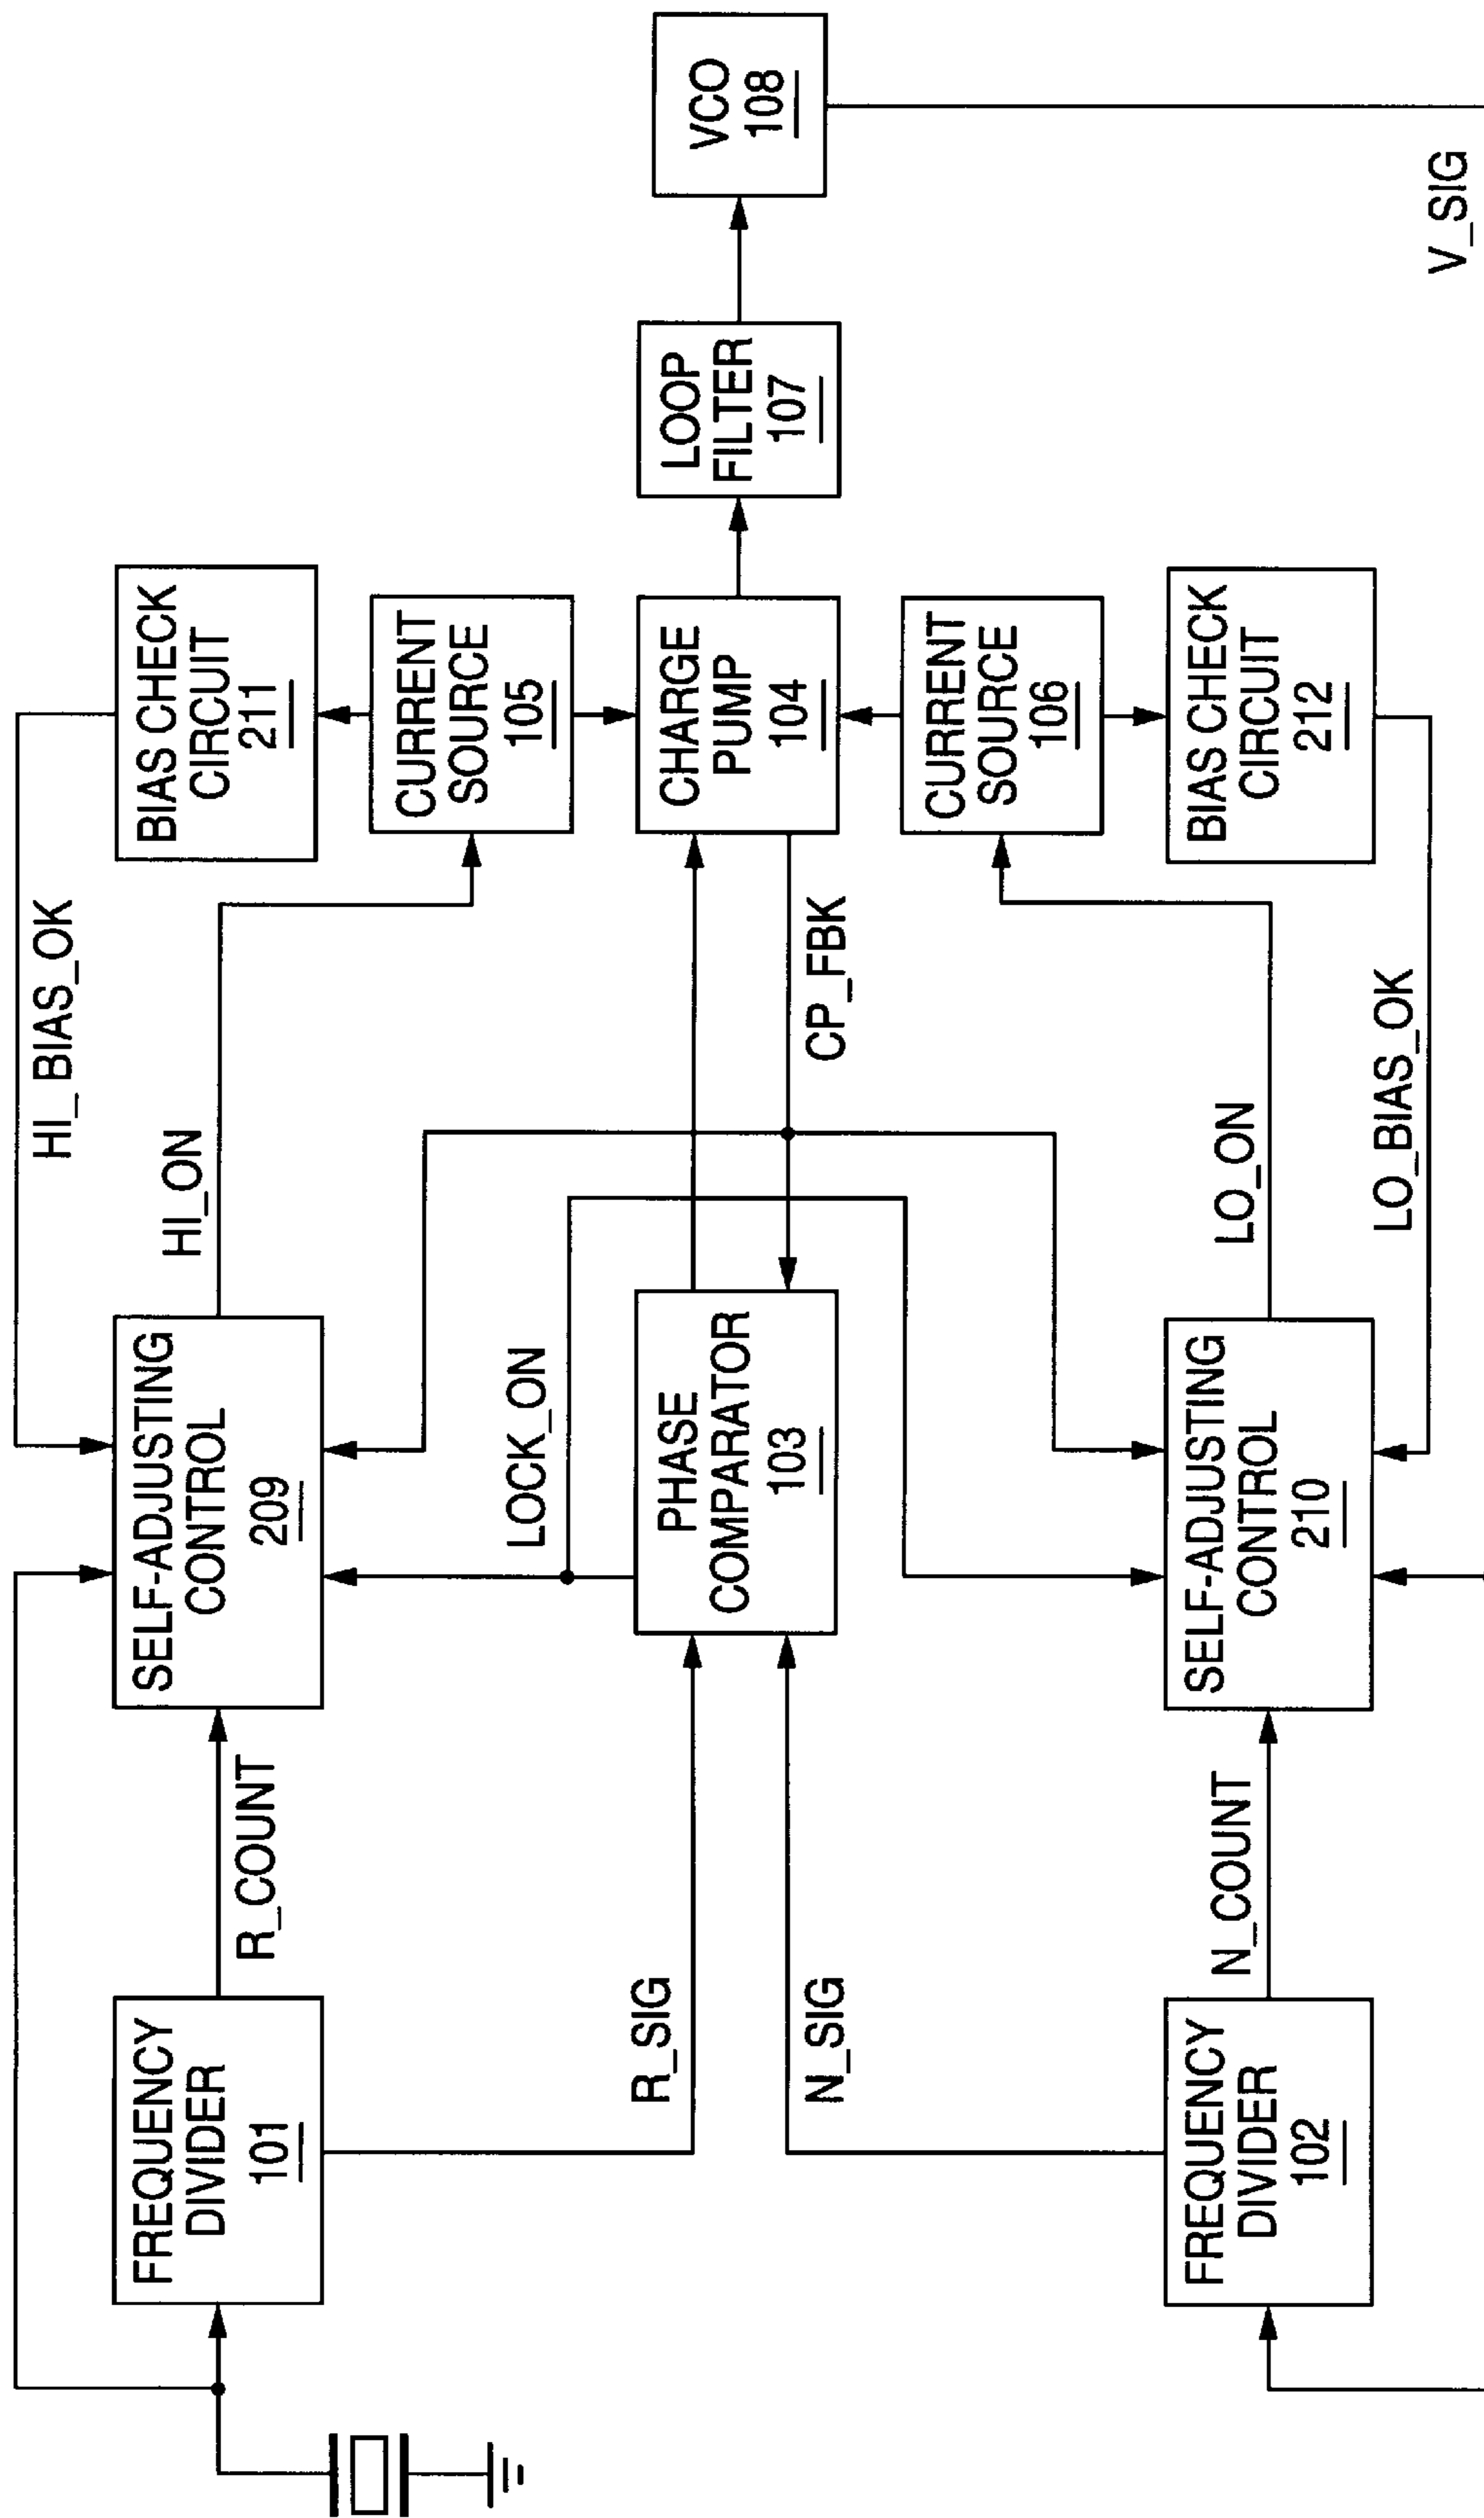 HI_BIAS_OK
FREQUENCY
DIVIDER
101
R_COUNT
SELF-ADJUSTING
CONTROL
209
HI_ON
BIAS CHECK
CIRCUIT
211
CURRENT
SOURCE
105
LOCK_ON
R_SIG
N_SIG
PHASE
COMPARATOR
103
CP_FBK
CHARGE
PUMP
104
LOOP
FILTER
107
VCO
108
CURRENT
SOURCE
106
FREQUENCY
DIVIDER
102
N_COUNT
SELF-ADJUSTING
CONTROL
210
LO_ON
BIAS CHECK
CIRCUIT
212
LO_BIAS_OK
V_SIG